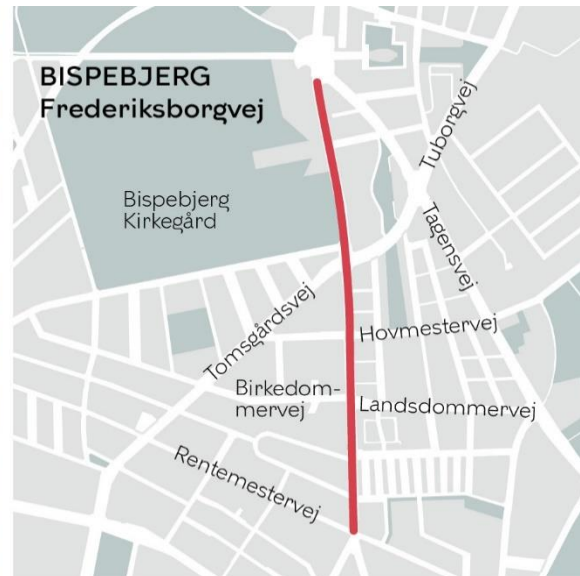 BISPEBJERG
Frederiksborgvej
Tuborgvej
Bispebjerg
Kirkegård
Tagensvej
Tomsgårdsvej
Hovmestervej
Birkedom-
mervej
Landsdommervej
Rentemestervej